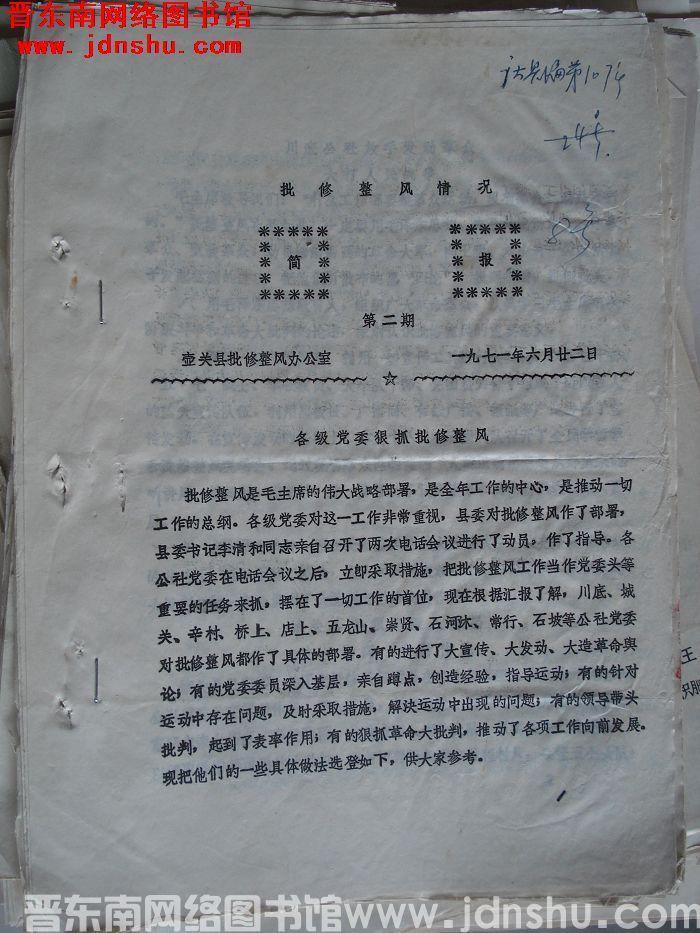 晋东南网络图书馆
www.jdnshu.com
批修整风情况
简报
第二期
壶关县批修整风办公室 一九七一年六月廿二日
各级党委狠抓批修整风
批修整风是毛主席的伟大战略部署，是全年工作的中心，是推动一切
工作的总纲。各级党委对这一工作非常重视，县委对批修整风作了部署，
县委书记李清和同志亲自召开了两次电话会议进行了动员，作了指导。各
公社党委在电话会议之后，立即采取措施，把批修整风工作当作党委头等
重要的任务来抓，摆在了一切工作的首位，现在根据汇报了解，川底、城
关、辛村、桥上、店上、五龙山、崇贤、石河沐、常行、石坡等公社党委
对批修整风都作了具体的部署。有的进行了大宣传、大发动、大造革命舆
论；有的党委委员深入基层，亲自蹲点，创造经验，指导运动；有的针对
运动中存在问题，及时采取措施，解决运动中出现的问题；有的领导带头
批判，起到了表率作用；有的狠抓革命大批判，推动了各项工作向前发展。
现把他们的一些具体做法选登如下，供大家参考。
1
晋东南网络图书馆www.jdnshu.com